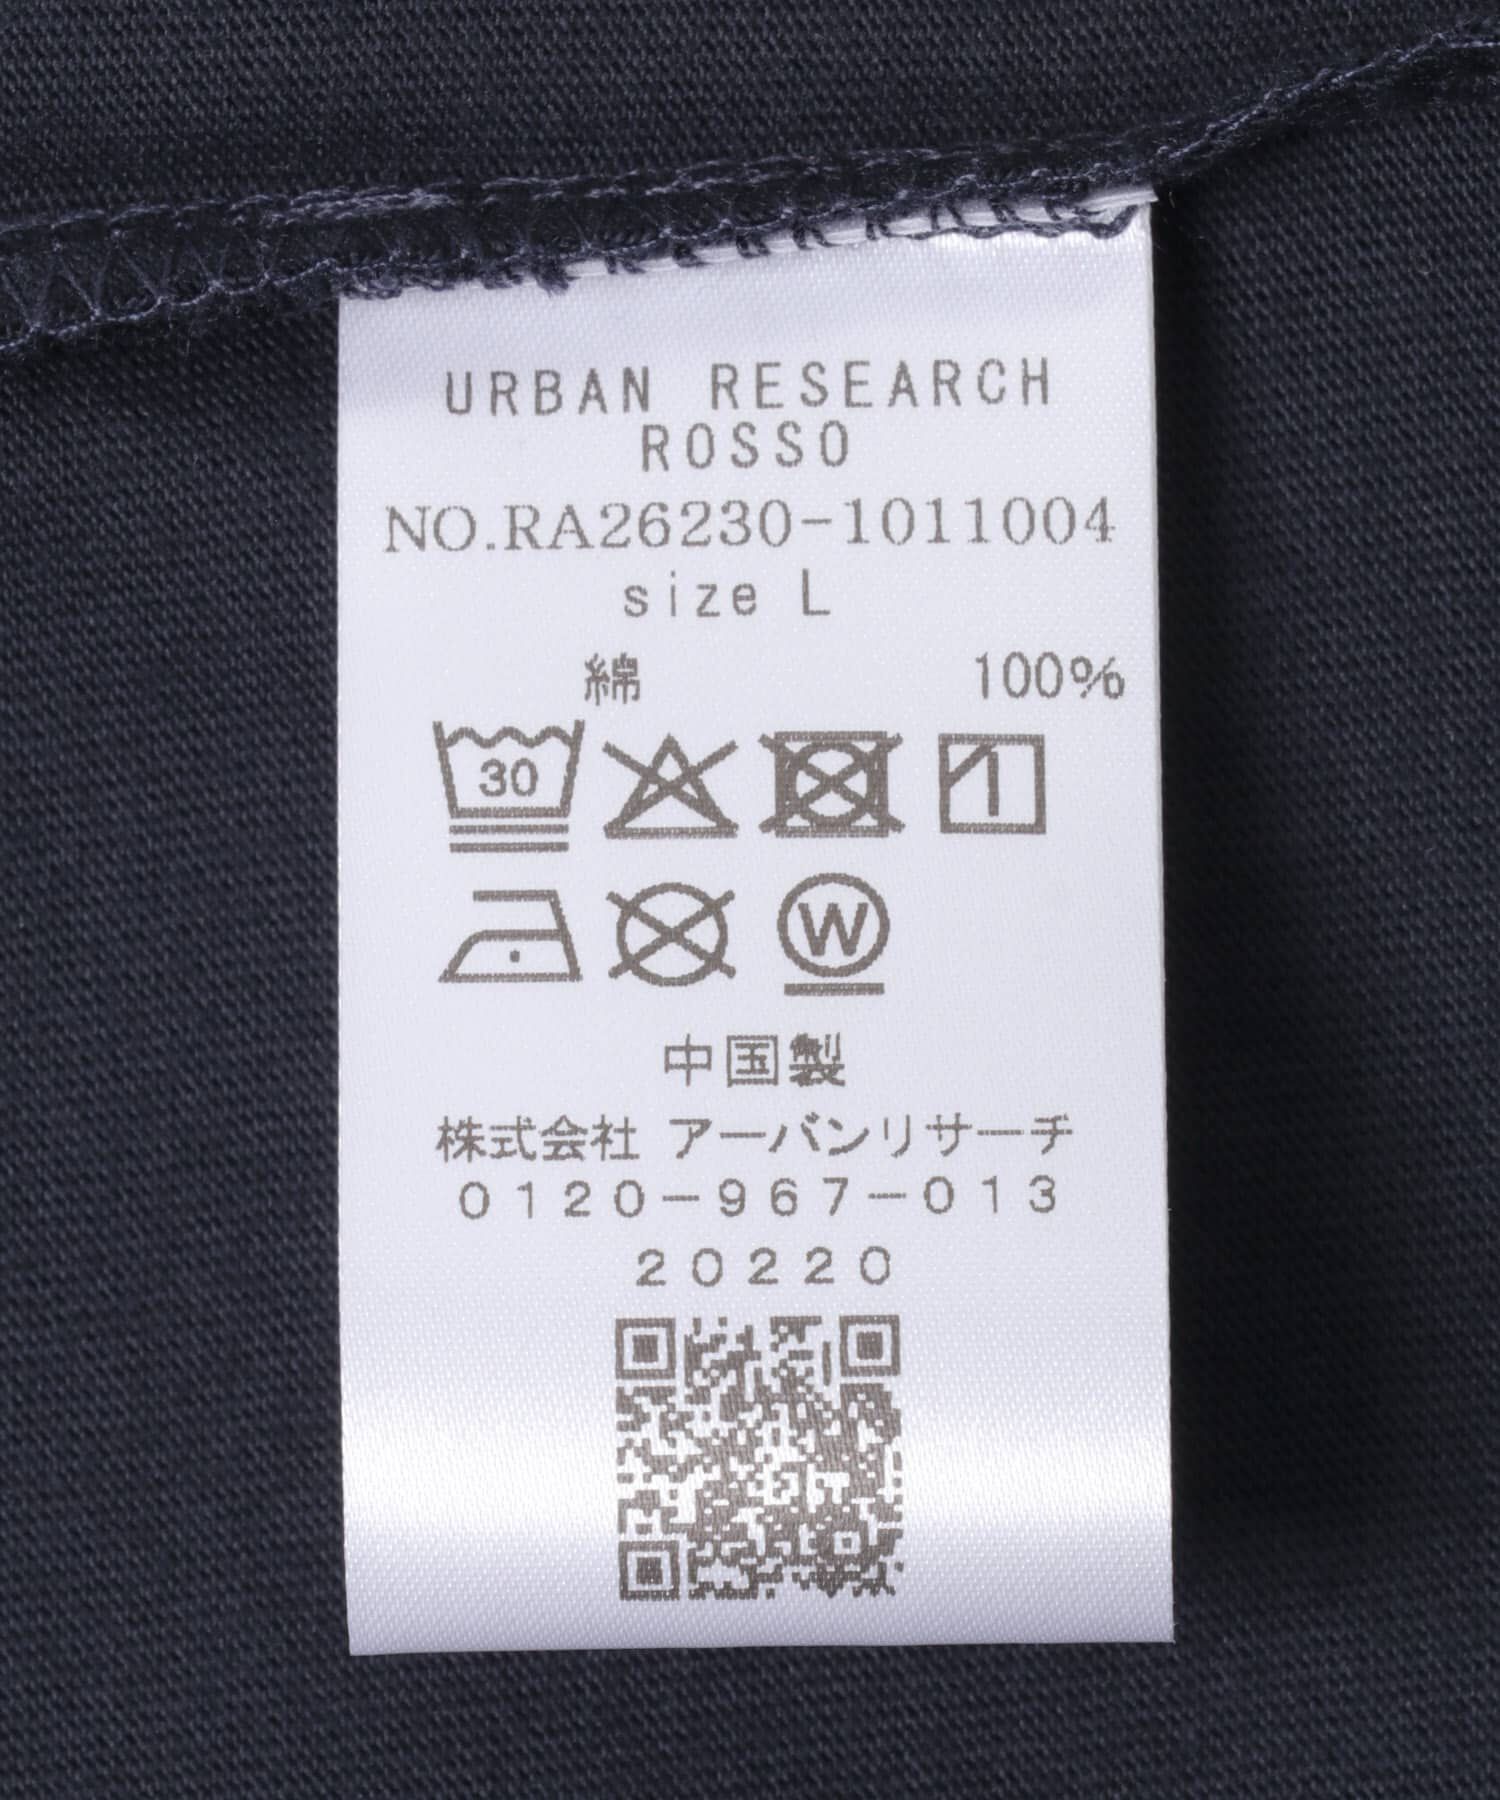 URBAN RESEARCH
ROSSO
NO.RA26230-1011004
size L
綿 100%
30
W
中国製
株式会社 アーバンリサーチ
0120-967-013
20220